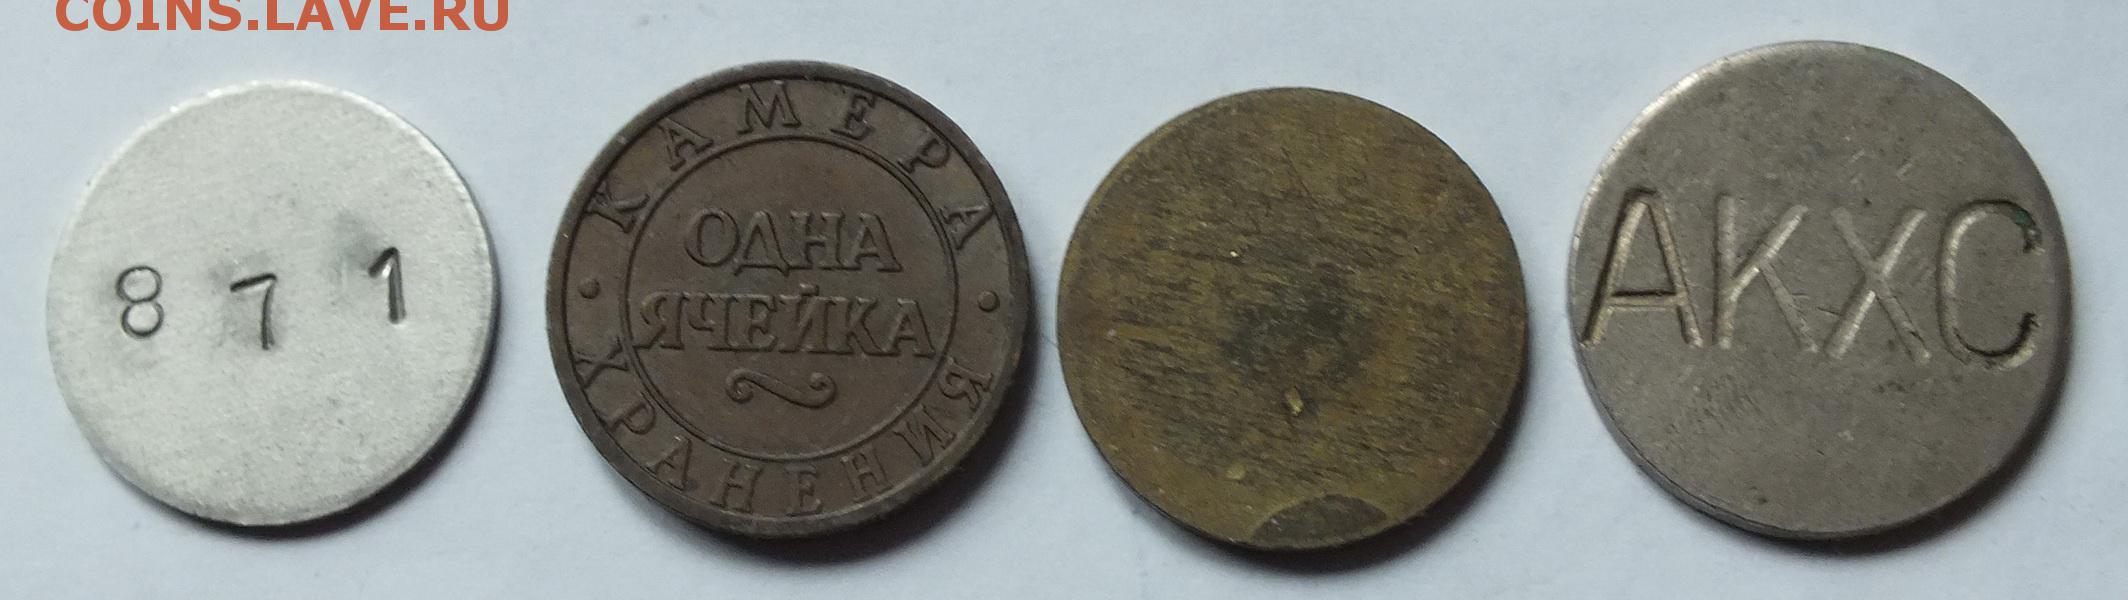 COINS.LAVE.RU
8 7 1
КАМЕРА
ОДНА
ЯЧЕЙКА
ХРАНЕНИЯ
АКХС